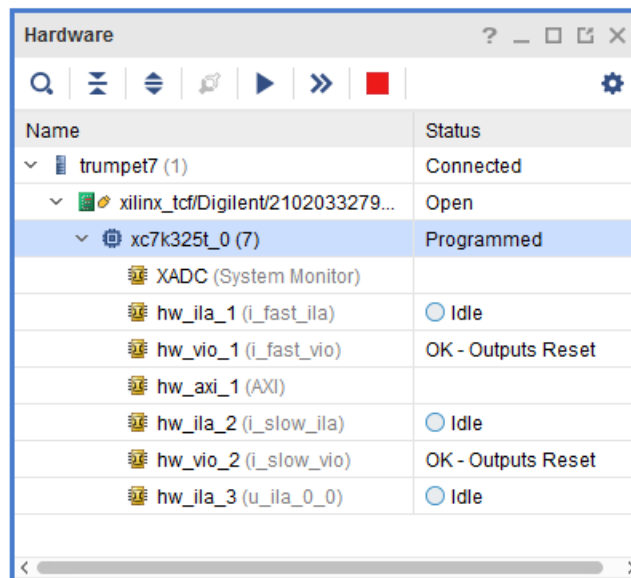 Hardware
Name Status
trumpet7 (1) Connected
xilinx_tcf/Digilent/2102033279... Open
xc7k325t_0 (7) Programmed
XADC (System Monitor)
hw_ila_1 (i_fast_ila) Idle
hw_vio_1 (i_fast_vio) OK - Outputs Reset
hw_axi_1 (AXI)
hw_ila_2 (i_slow_ila) Idle
hw_vio_2 (i_slow_vio) OK - Outputs Reset
hw_ila_3 (u_ila_0_0) Idle